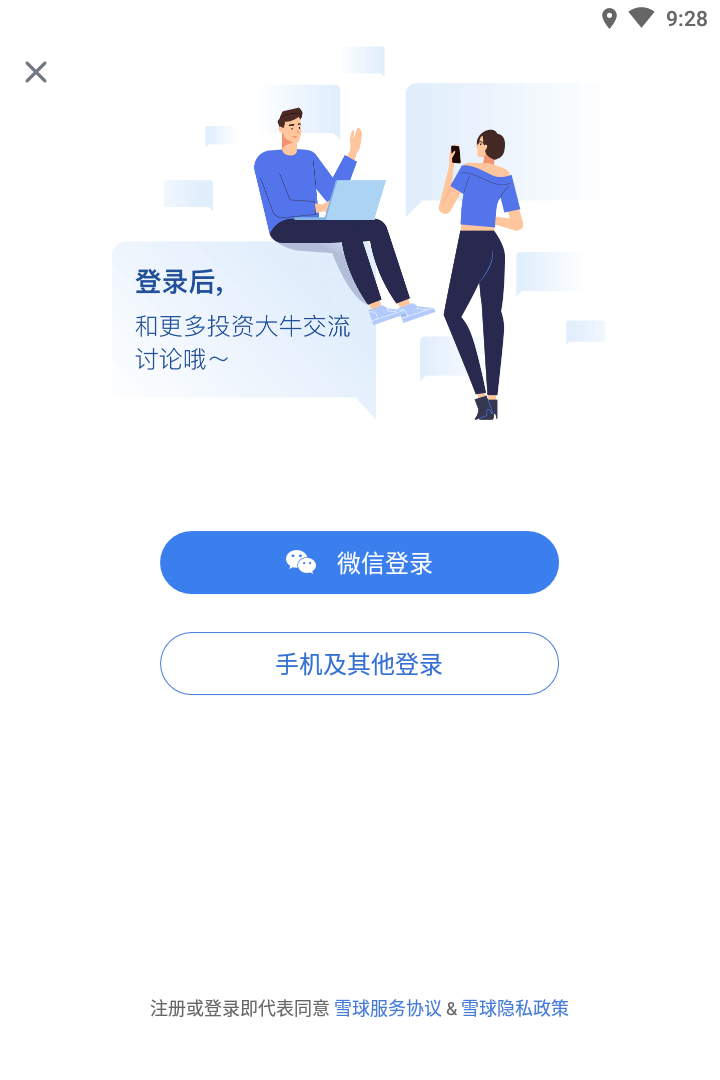 9:28
登录后,
和更多投资大牛交流
讨论哦～
微信登录
手机及其他登录
注册或登录即代表同意 雪球服务协议 & 雪球隐私政策